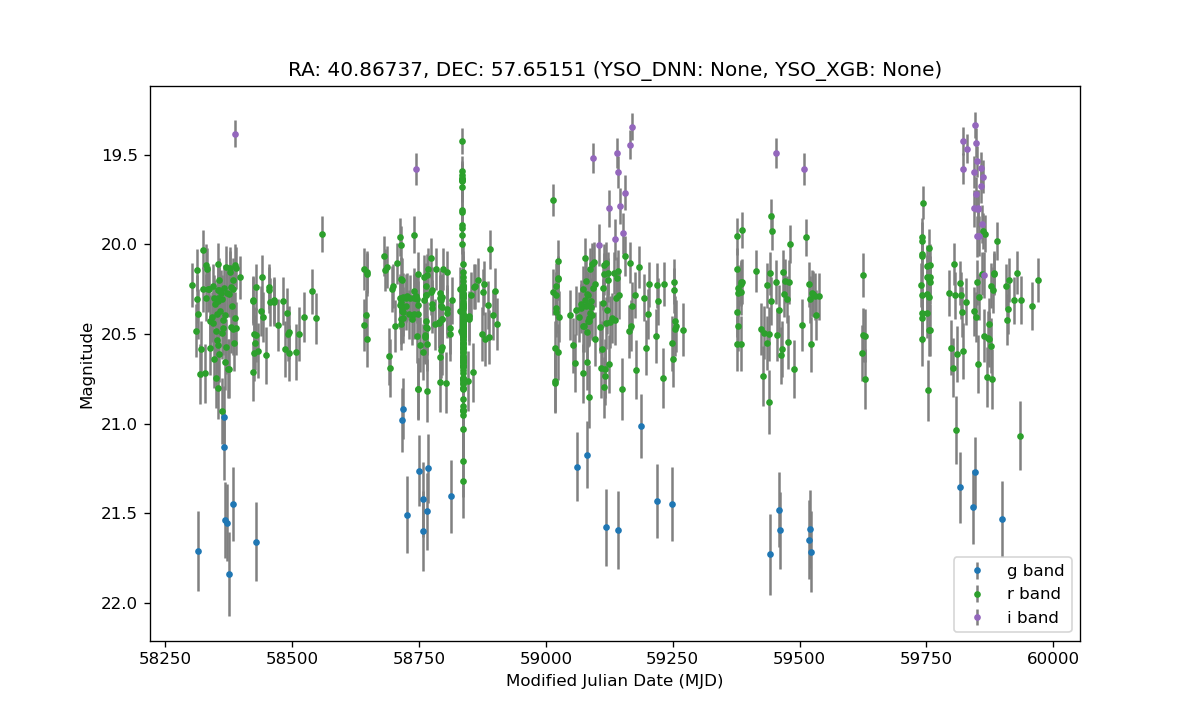 RA: 40.86737, DEC: 57.65151 (YSO_DNN: None, YSO_XGB: None)
Magnitude
19.5
20.0
20.5
21.0
21.5
22.0
g band
r band
i band
58250 58500 58750 59000 59250 59500 59750 60000
Modified Julian Date (MJD)